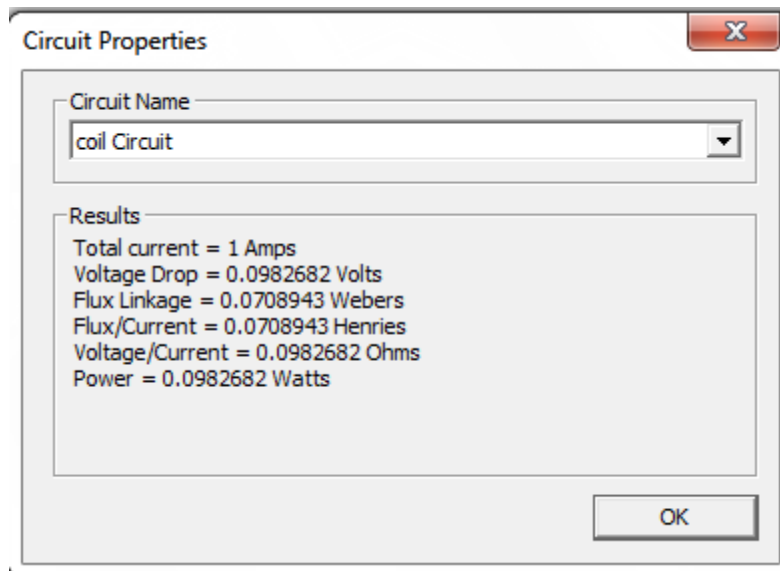 Circuit Properties
Circuit Name
coil Circuit
Results
Total current = 1 Amps
Voltage Drop = 0.0982682 Volts
Flux Linkage = 0.0708943 Webers
Flux/Current = 0.0708943 Henries
Voltage/Current = 0.0982682 Ohms
Power = 0.0982682 Watts
OK